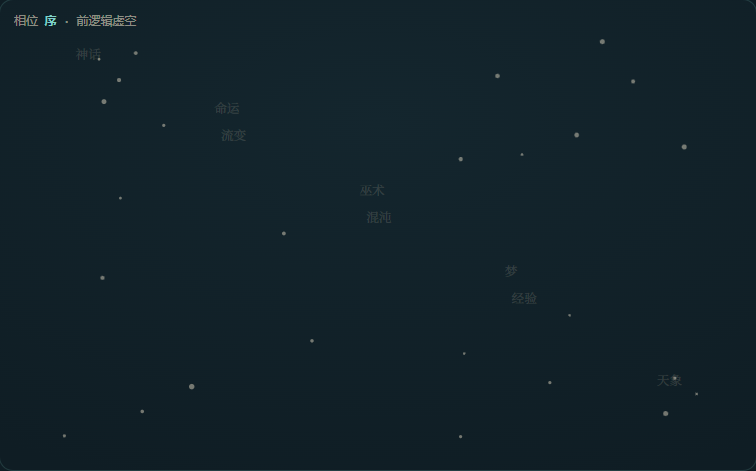 相位 序 · 前逻辑虚空
神话
命运
流变
巫术
混沌
梦
经验
天象